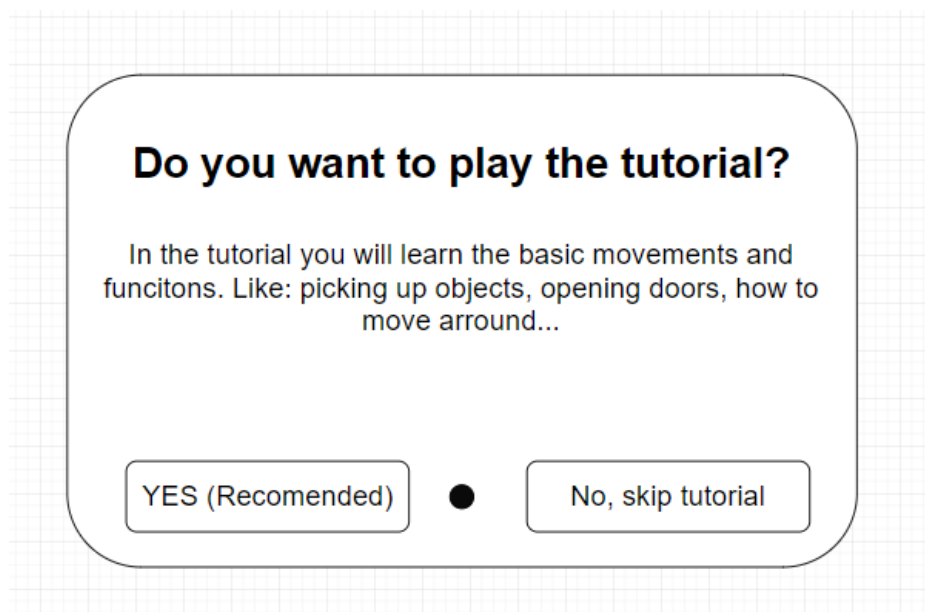 Do you want to play the tutorial?
In the tutorial you will learn the basic movements and
funcitons. Like: picking up objects, opening doors, how to
move arround...
YES (Recomended)
No, skip tutorial